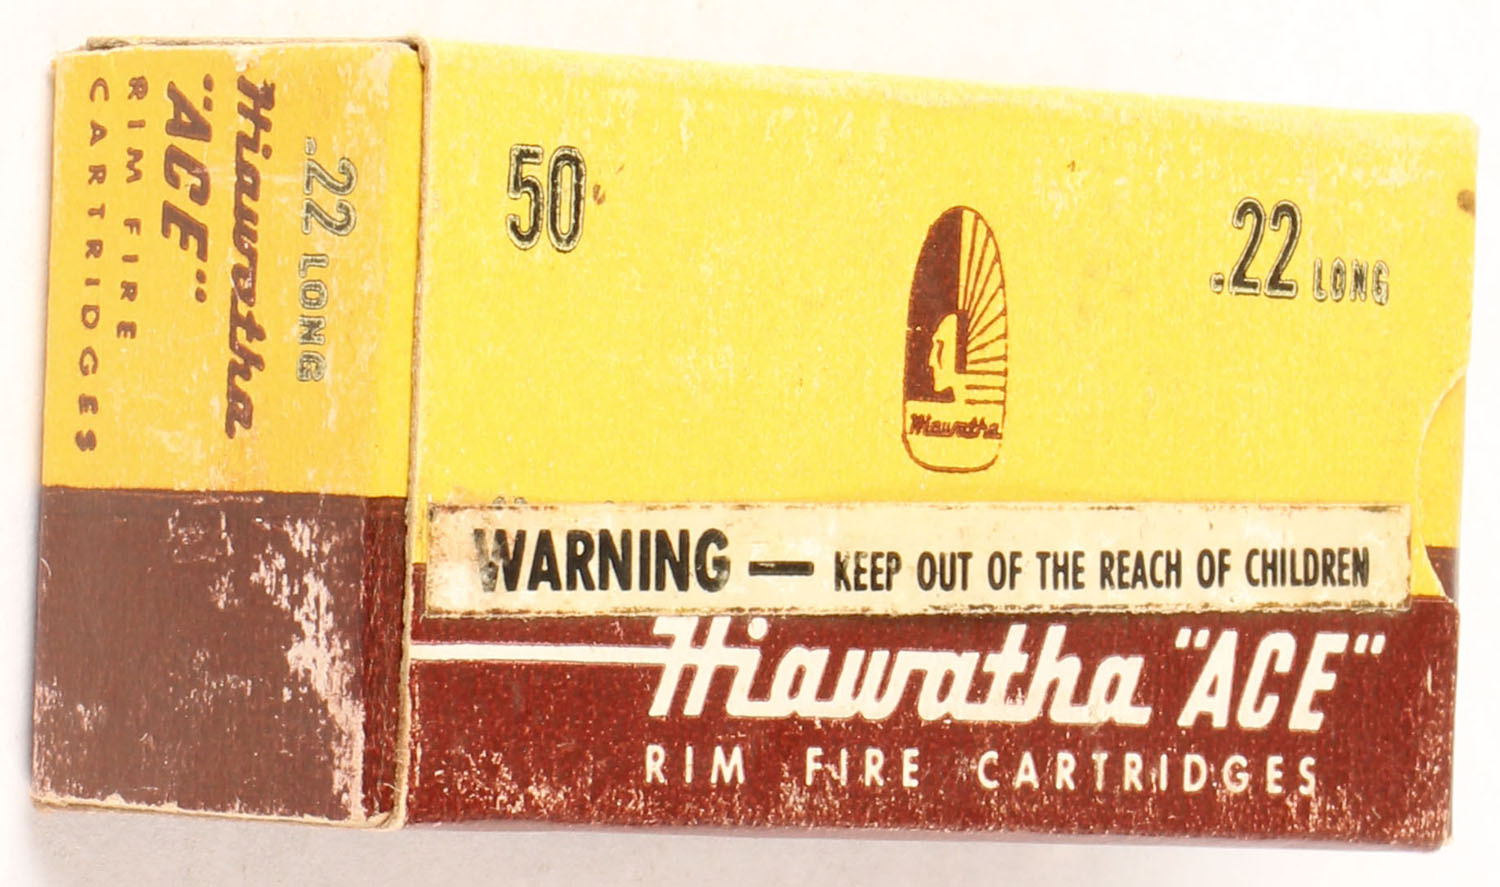 .22 LONG
Hiawatha
"ACE"
RIM FIRE
CARTRIDGES
50
.22 LONG
Hiawatha
WARNING — KEEP OUT OF THE REACH OF CHILDREN
Hiawatha "ACE"
RIM FIRE CARTRIDGES